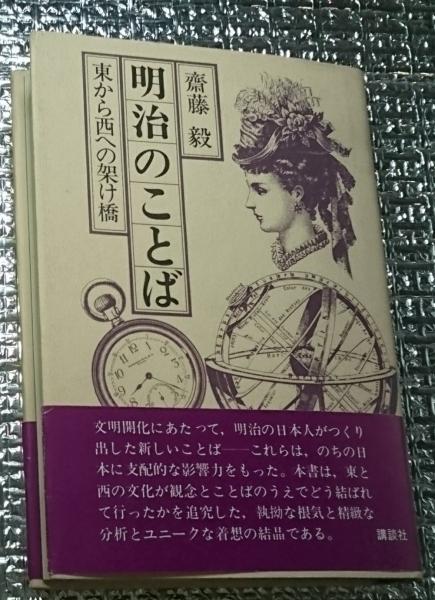 齋藤 毅
明治のことば
東から西への架け橋
文明開化にあたって，明治の日本人がつくり
出した新しいことば——これらは，のちの日
本に支配的な影響力をもった。本書は，東と
西の文化が観念とことばのうえでどう結ばれ
て行ったかを追究した，執拗な根気と精緻な
分析とユニークな着想の結晶である。
講談社